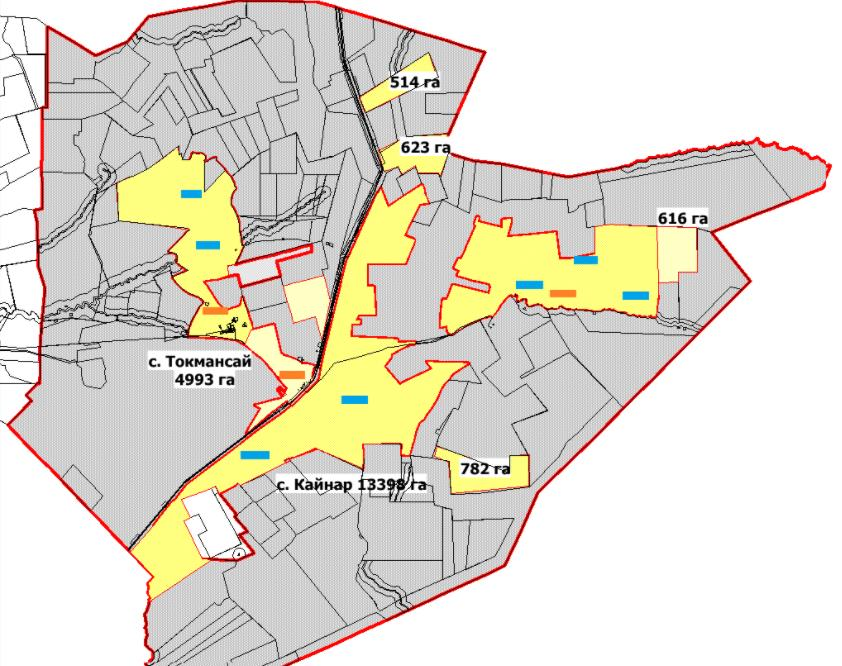 514 га
623 га
616 га
с. Токмансай
4993 га
782 га
с. Кайнар 13398 га